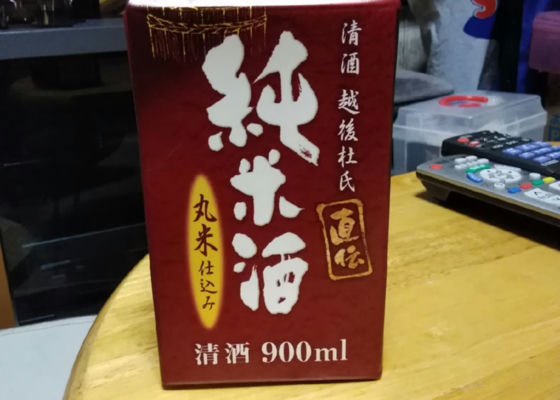 清酒 越後杜氏
直伝
純米酒
丸米仕込み
清酒 900ml